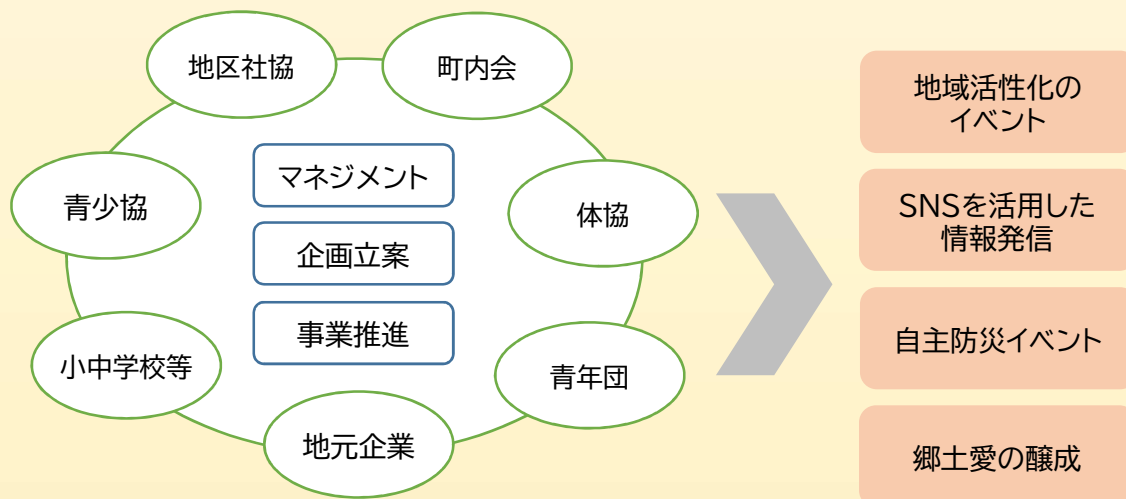 地区社協
町内会
青少協
体協
小中学校等
青年団
地元企業
マネジメント
企画立案
事業推進
地域活性化の
イベント
SNSを活用した
情報発信
自主防災イベント
郷土愛の醸成